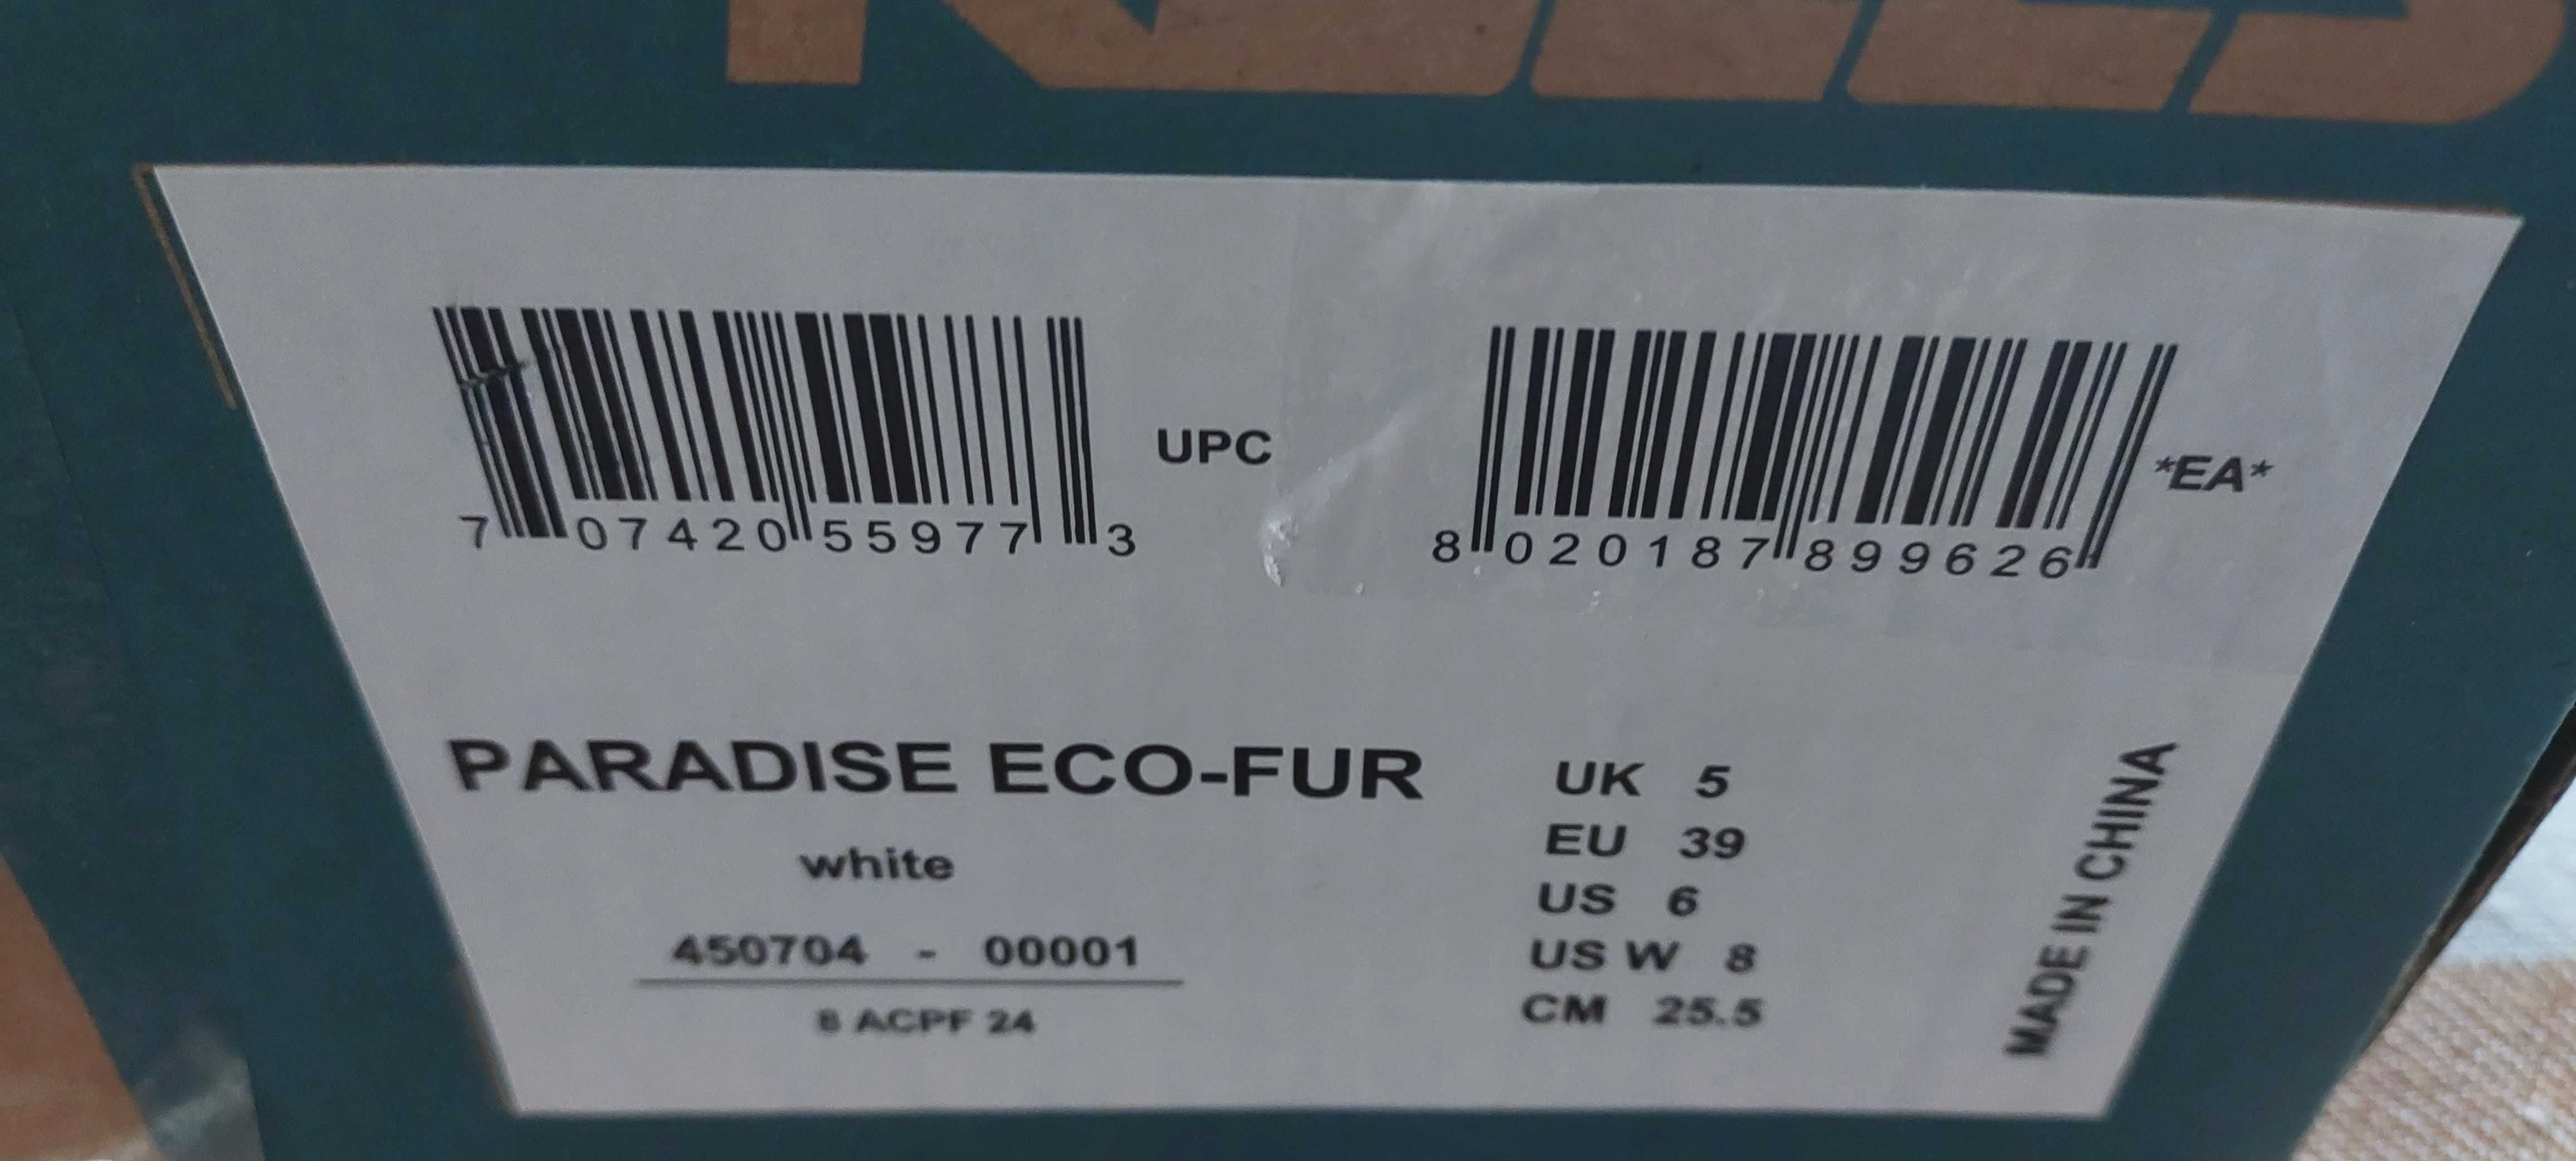 7 07420 55977 3
UPC
8 020187 899626
*EA*
PARADISE ECO-FUR
white
450704 - 00001
8 ACPF 24
UK 5
EU 39
US 6
US W 8
CM 25.5
MADE IN CHINA